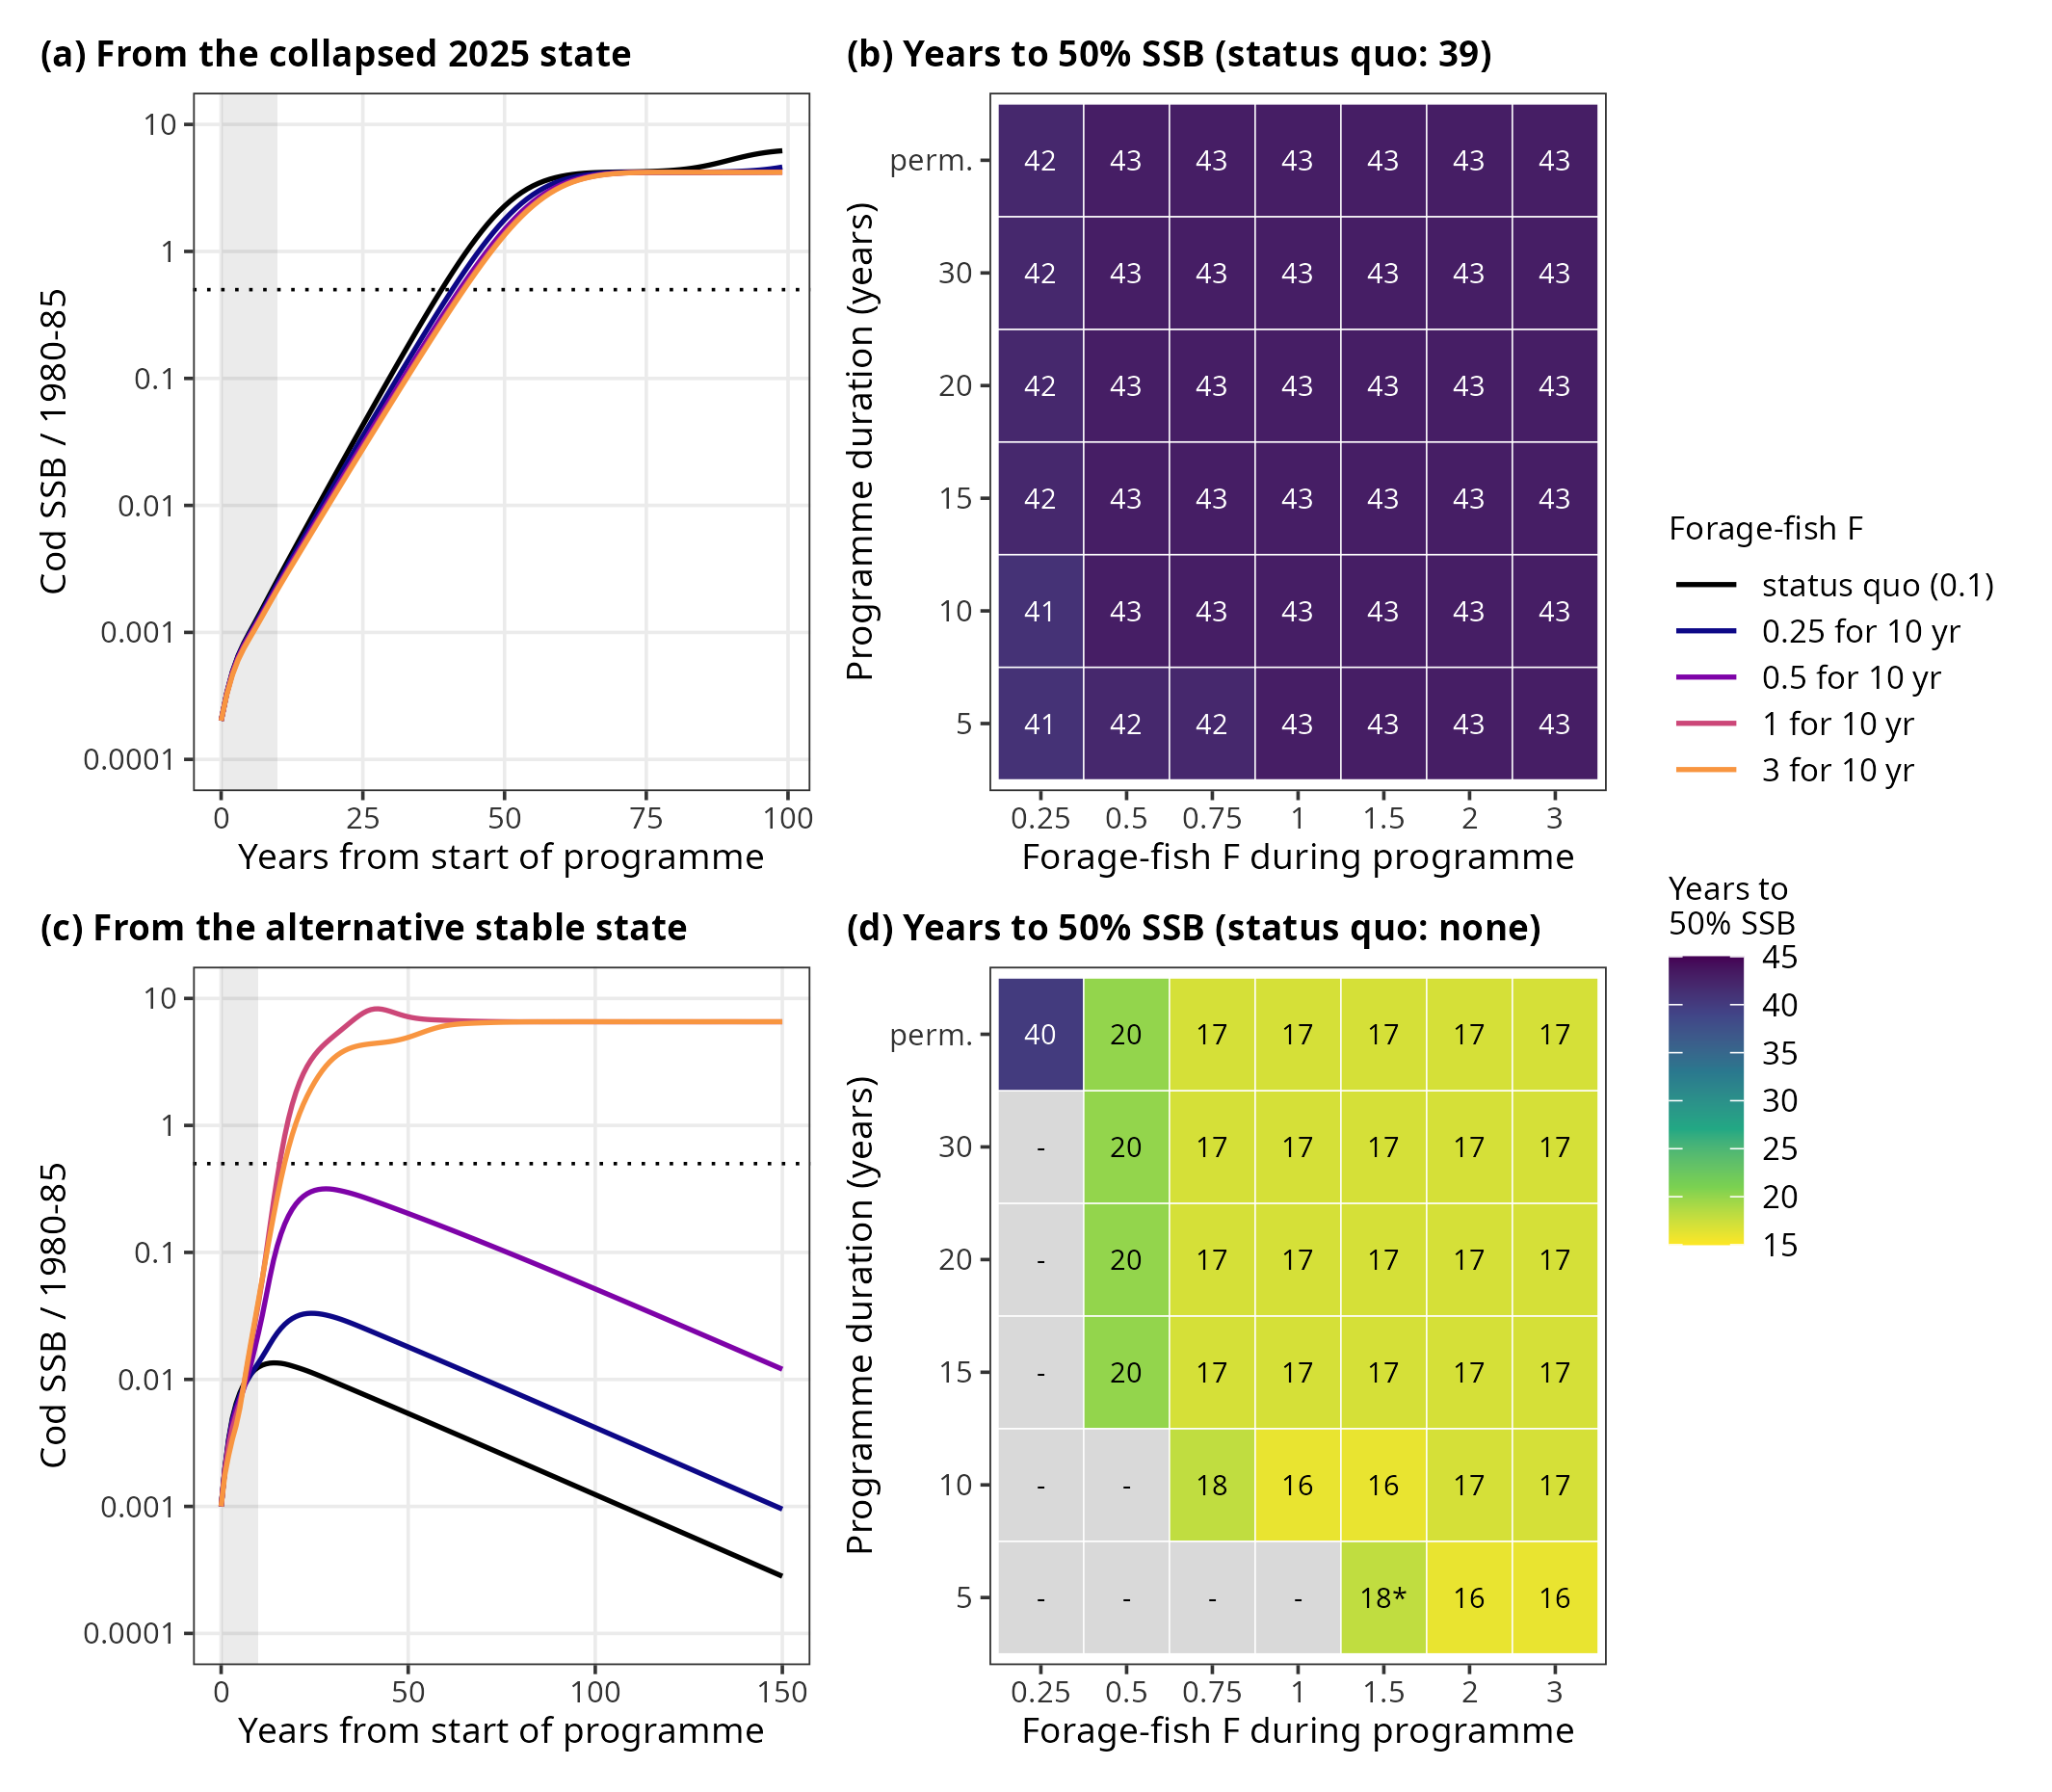 (a) From the collapsed 2025 state
10
1
0.1
0.01
0.001
0.0001
Cod SSB / 1980-85
0 25 50 75 100
Years from start of programme
(b) Years to 50% SSB (status quo: 39)
Programme duration (years)
perm. 42 43 43 43 43 43 43
30 42 43 43 43 43 43 43
20 42 43 43 43 43 43 43
15 42 43 43 43 43 43 43
10 41 43 43 43 43 43 43
5 41 42 42 43 43 43 43
0.25 0.5 0.75 1 1.5 2 3
Forage-fish F during programme
Forage-fish F
status quo (0.1)
0.25 for 10 yr
0.5 for 10 yr
1 for 10 yr
3 for 10 yr
(c) From the alternative stable state
10
1
0.1
0.01
0.001
0.0001
Cod SSB / 1980-85
0 50 100 150
Years from start of programme
(d) Years to 50% SSB (status quo: none)
Programme duration (years)
perm. 40 20 17 17 17 17 17
30 - 20 17 17 17 17 17
20 - 20 17 17 17 17 17
15 - 20 17 17 17 17 17
10 - - 18 16 16 17 17
5 - - - - 18* 16 16
0.25 0.5 0.75 1 1.5 2 3
Forage-fish F during programme
Years to
50% SSB
45
40
35
30
25
20
15